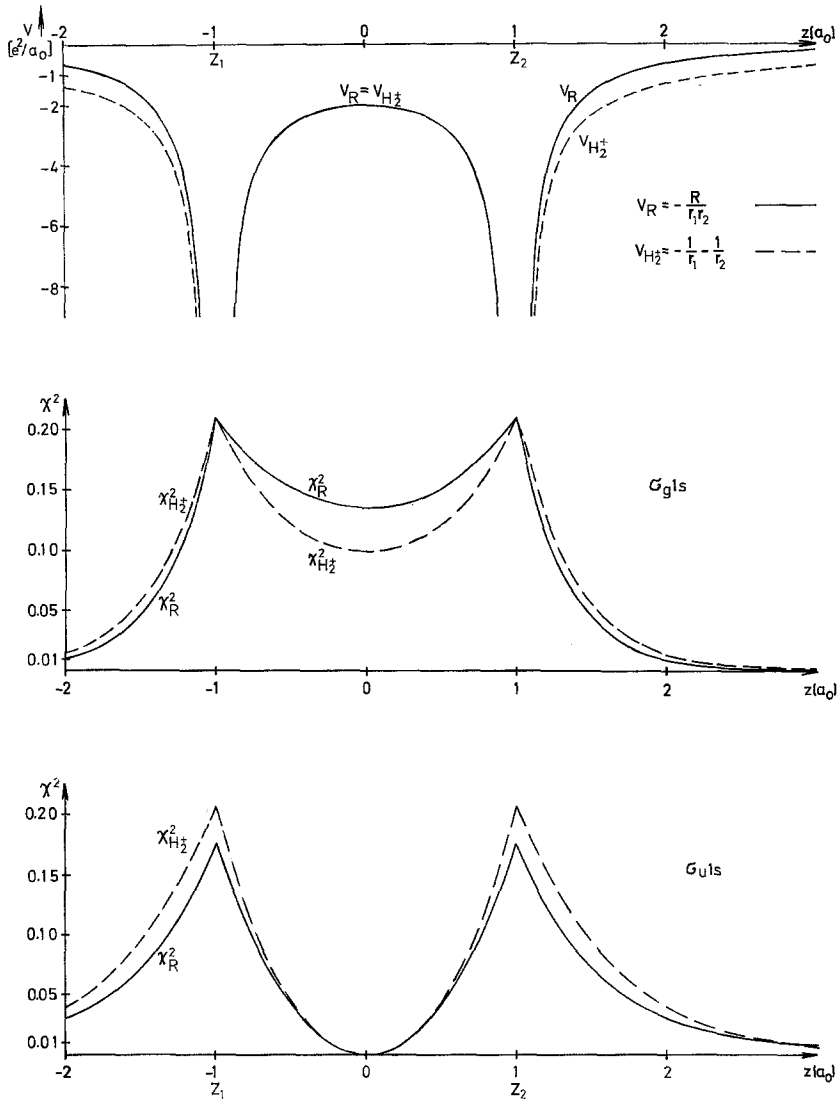 V
[e²/a₀]
-2 -1 0 1 2 z[a₀]
Z₁ Z₂
-1
-2
-4
-6
-8
V_R = V_H₂⁺
V_R
V_H₂⁺
V_R = - R/r₁r₂
V_H₂⁺ = - 1/r₁ - 1/r₂
χ²
0.20
0.15
0.10
0.05
0.01
χ²_H₂⁺
χ²_R
χ²_R
χ²_H₂⁺
σg1s
-2 -1 0 1 2 z[a₀]
χ²
0.20
0.15
0.10
0.05
0.01
χ²_H₂⁺
χ²_R
σu1s
-2 -1 0 1 2 z[a₀]
Z₁ Z₂